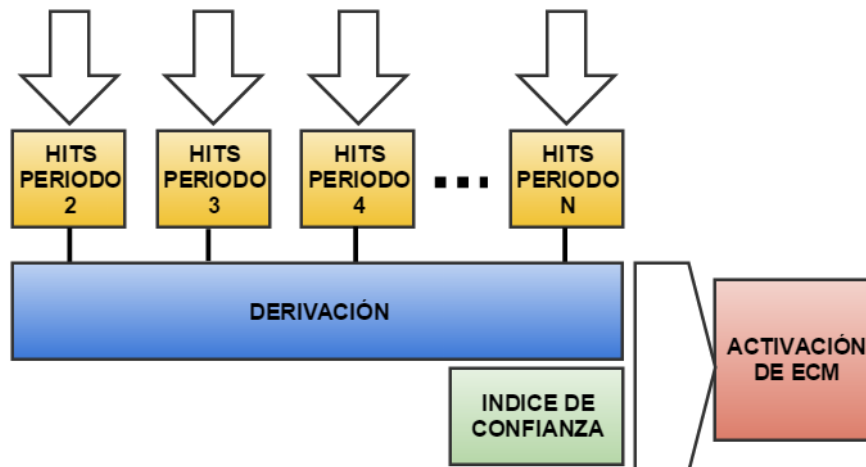 HITS
PERIODO
2
HITS
PERIODO
3
HITS
PERIODO
4
...
HITS
PERIODO
N
DERIVACIÓN
INDICE DE
CONFIANZA
ACTIVACIÓN
DE ECM